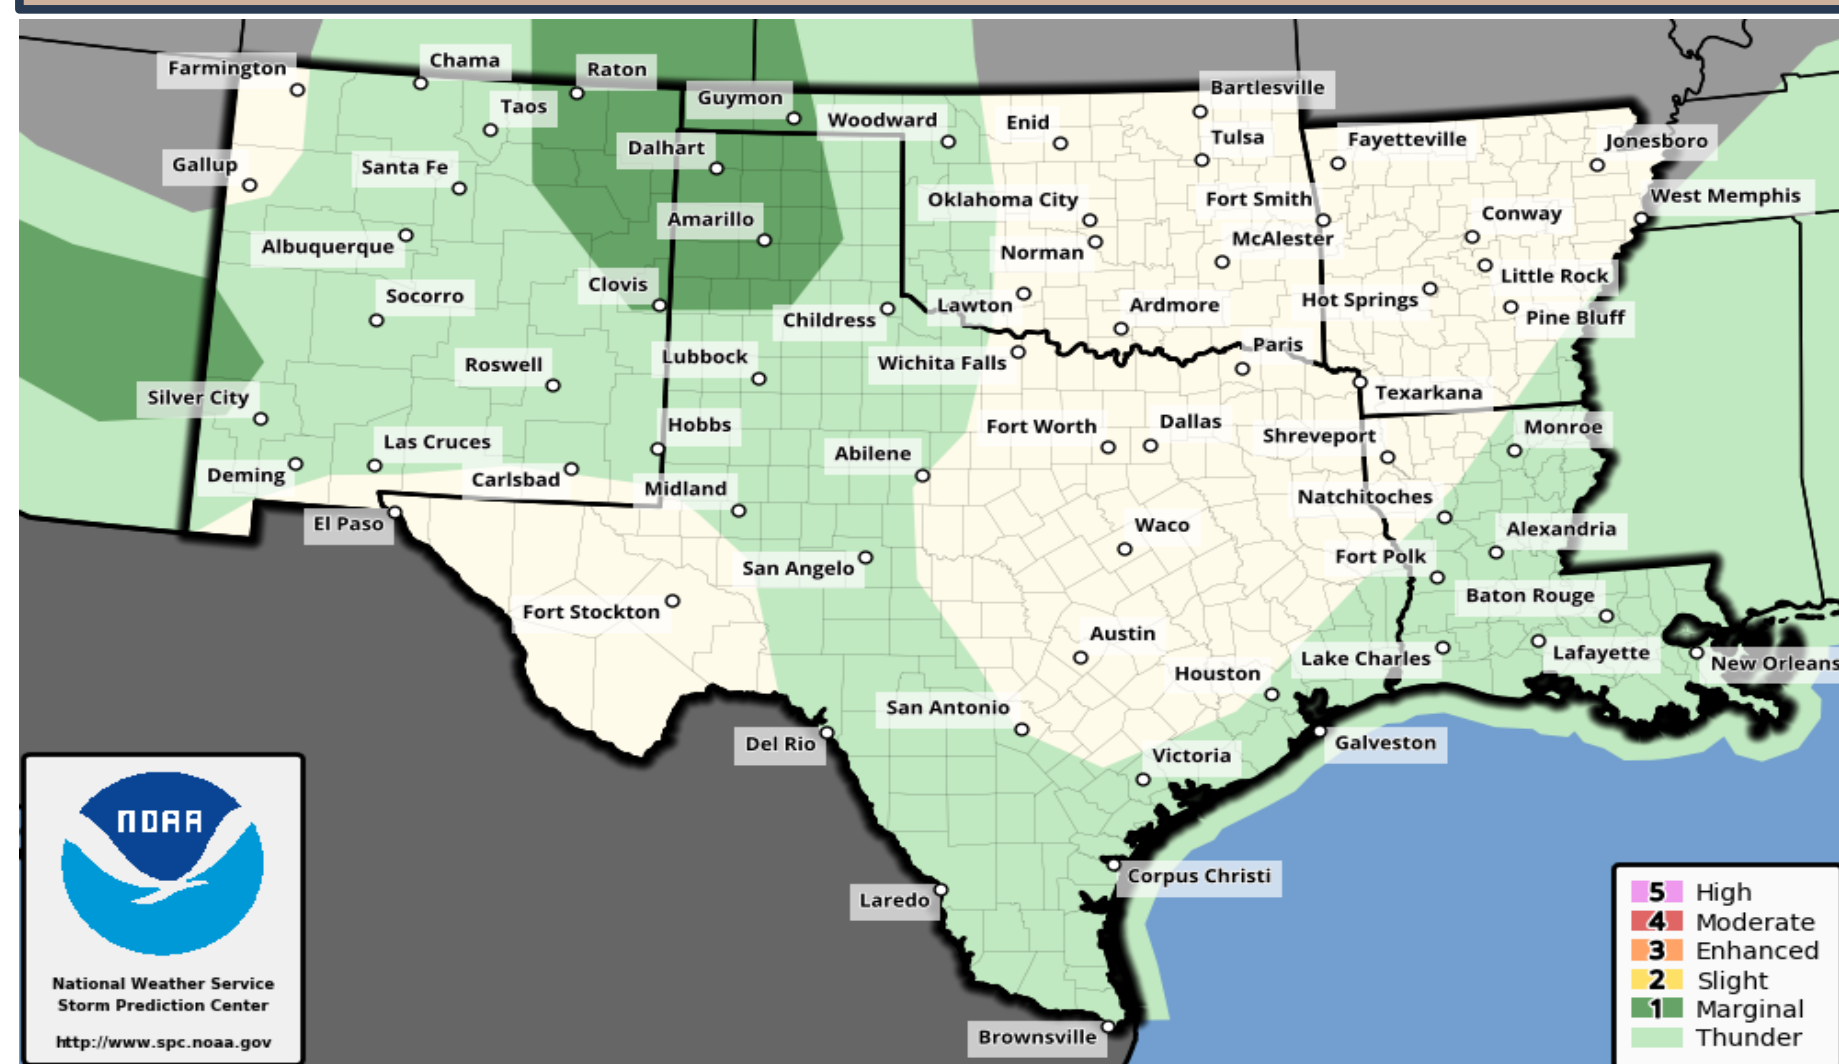 Farmington
Chama
Raton
Guymon
Bartlesville
Taos
Woodward
Enid
Tulsa
Fayetteville
Jonesboro
Dalhart
Gallup
Santa Fe
Oklahoma City
Fort Smith
West Memphis
Amarillo
Conway
Albuquerque
Norman
McAlester
Little Rock
Socorro
Clovis
Childress
Lawton
Ardmore
Hot Springs
Pine Bluff
Roswell
Lubbock
Wichita Falls
Paris
Silver City
Texarkana
Las Cruces
Hobbs
Fort Worth
Dallas
Shreveport
Monroe
Deming
Carlsbad
Midland
Abilene
Natchitoches
El Paso
Waco
Alexandria
San Angelo
Fort Polk
Fort Stockton
Baton Rouge
Austin
Houston
Lake Charles
Lafayette
New Orleans
San Antonio
Del Rio
Victoria
Galveston
Corpus Christi
Laredo
Brownsville
NOAA
National Weather Service
Storm Prediction Center
http://www.spc.noaa.gov
5 High
4 Moderate
3 Enhanced
2 Slight
1 Marginal
Thunder